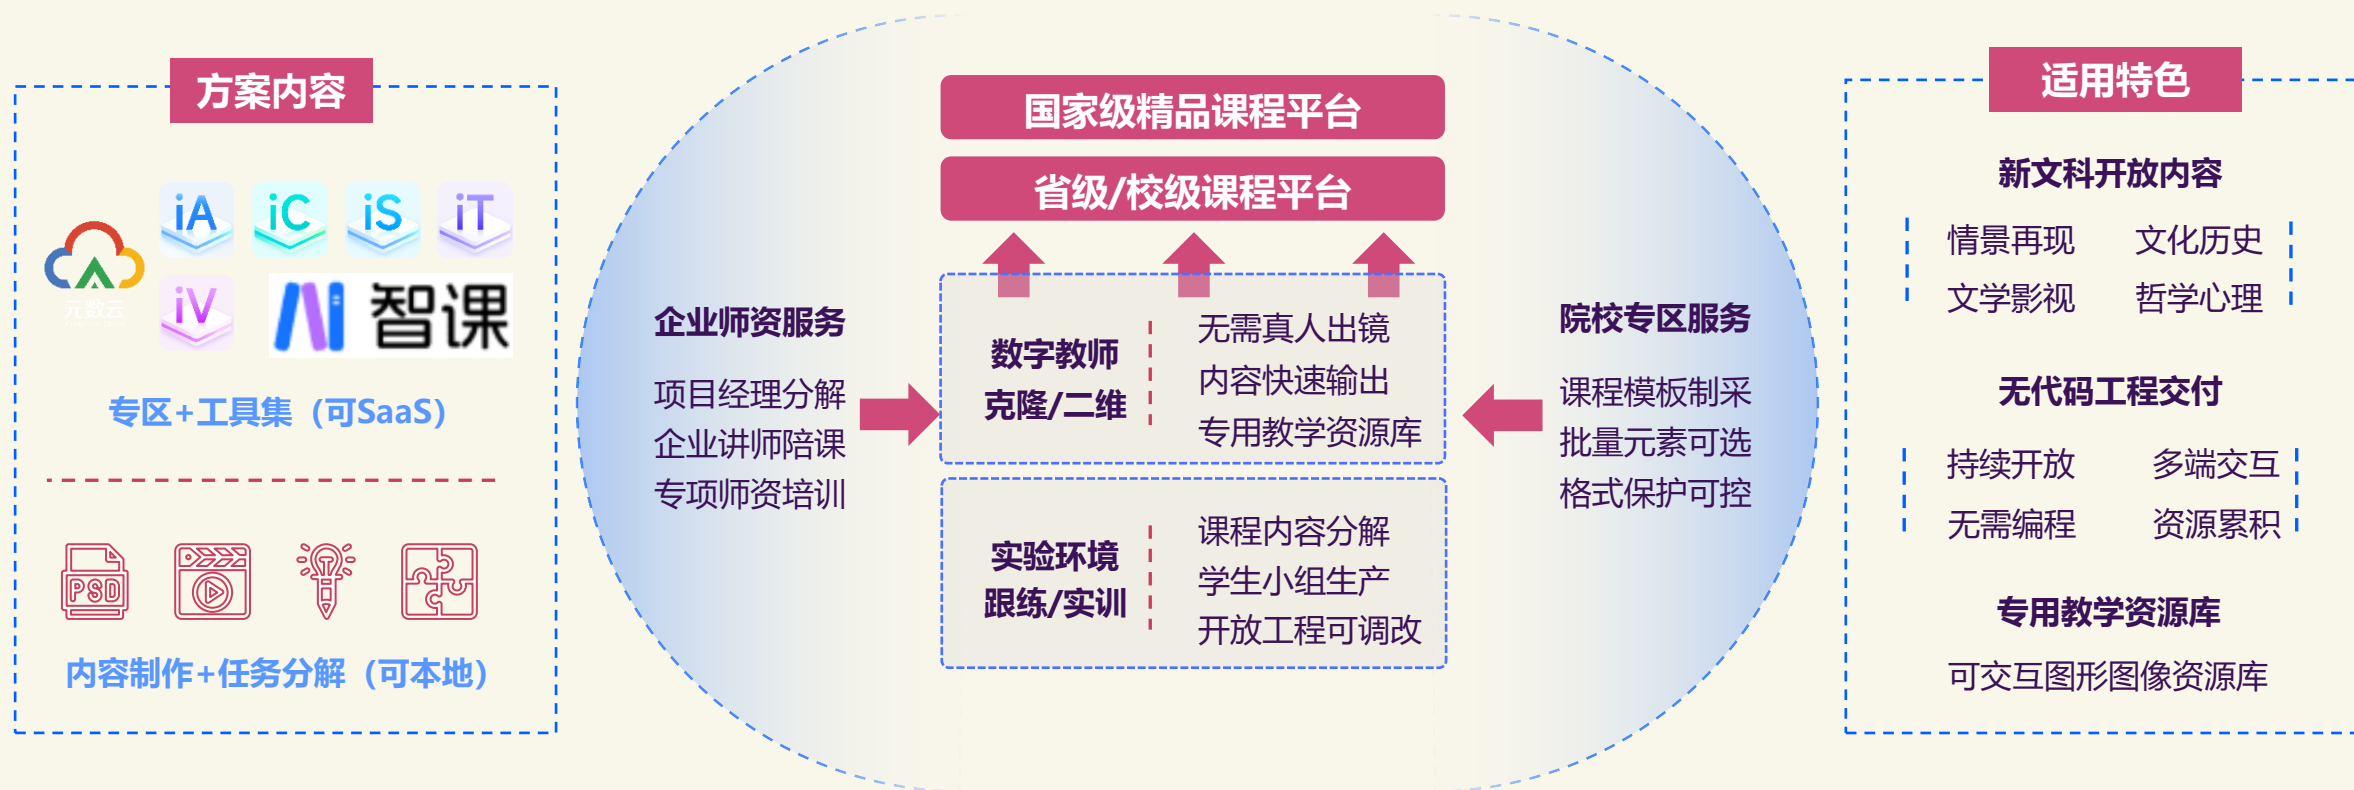 方案内容
iA
iC
iS
iT
元数云
iV
智课
专区+工具集（可SaaS）
PSD
内容制作+任务分解（可本地）
国家级精品课程平台
省级/校级课程平台
企业师资服务
项目经理分解
企业讲师陪课
专项师资培训
数字教师
克隆/二维
无需真人出镜
内容快速输出
专用教学资源库
实验环境
跟练/实训
课程内容分解
学生小组生产
开放工程可调改
院校专区服务
课程模板制采
批量元素可选
格式保护可控
适用特色
新文科开放内容
情景再现 文化历史
文学影视 哲学心理
无代码工程交付
持续开放 多端交互
无需编程 资源累积
专用教学资源库
可交互图形图像资源库